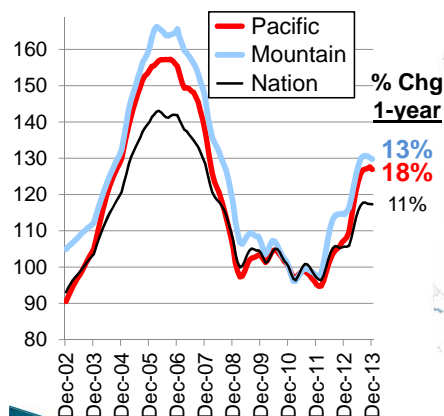 Pacific
Mountain
Nation
% Chg
1-year
13%
18%
11%
160
150
140
130
120
110
100
90
80
Dec-02
Dec-03
Dec-04
Dec-05
Dec-06
Dec-07
Dec-08
Dec-09
Dec-10
Dec-11
Dec-12
Dec-13